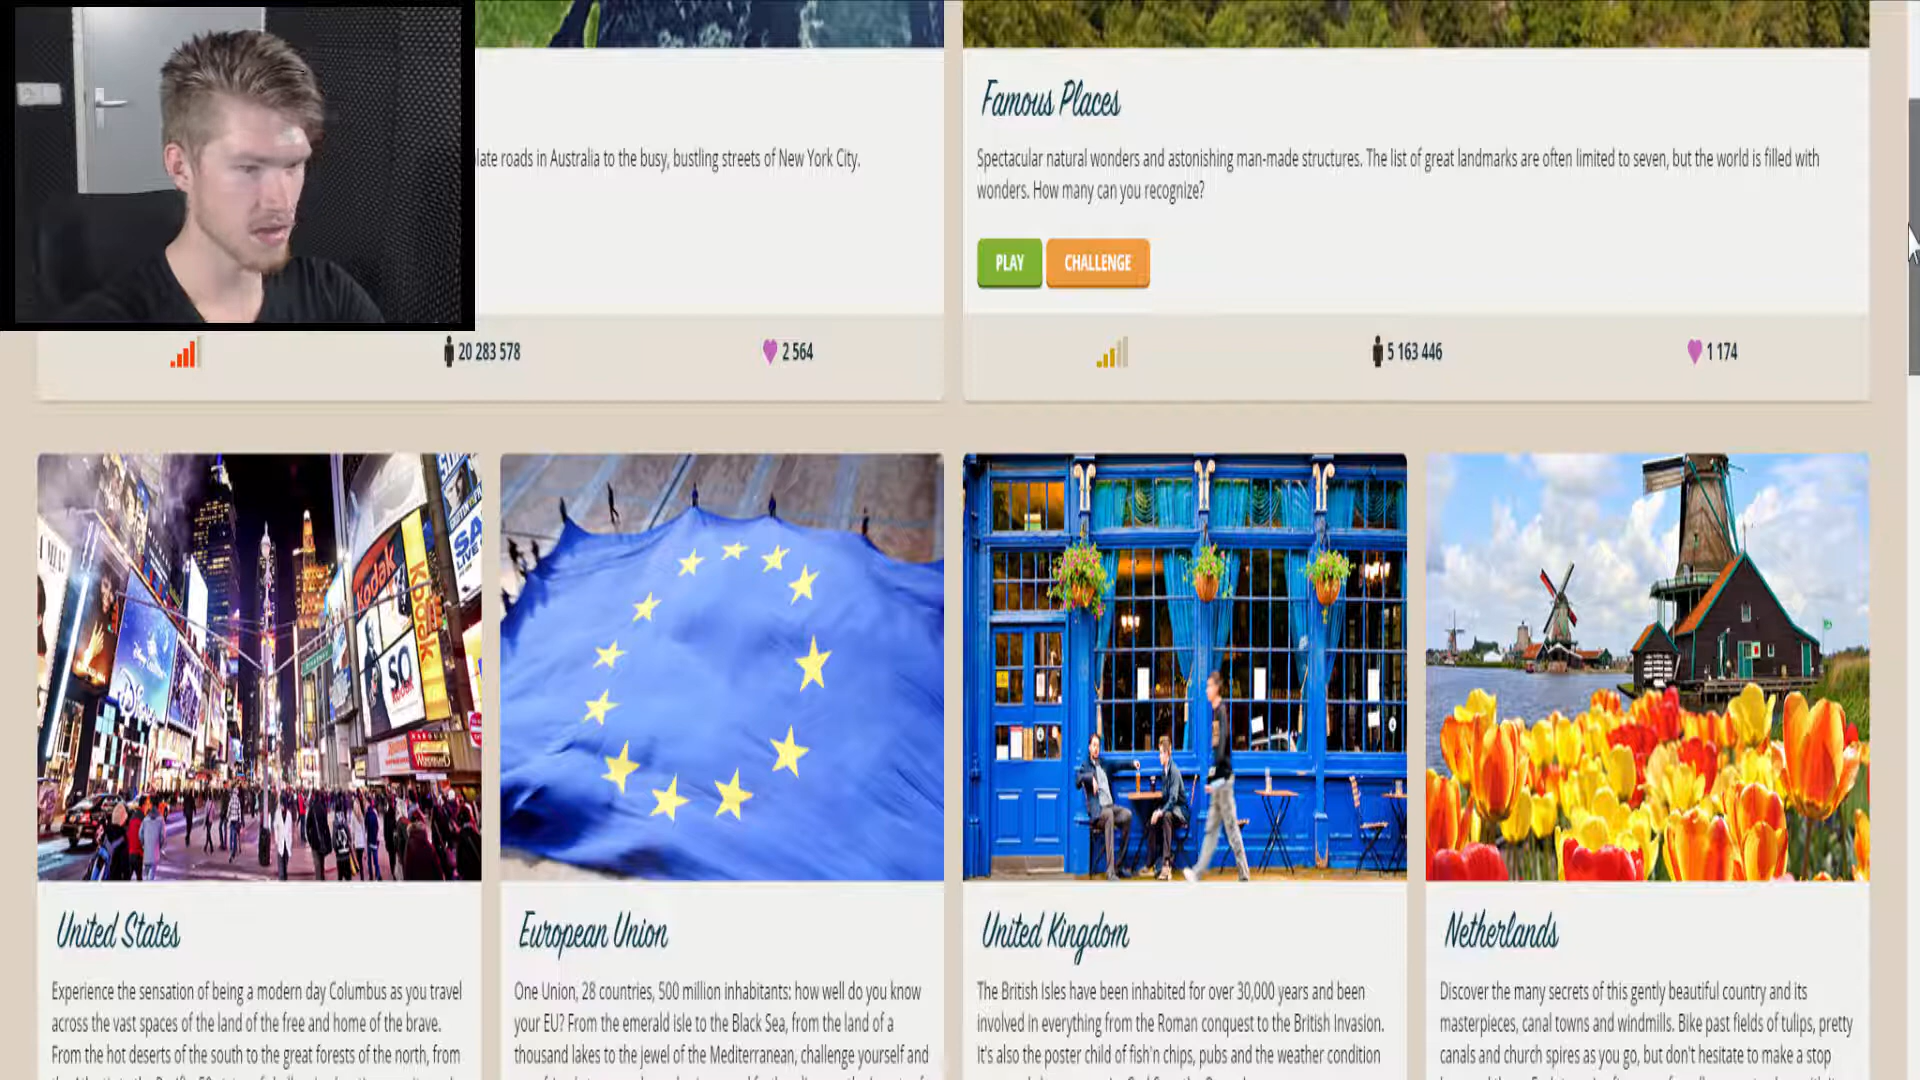 late roads in Australia to the busy, bustling streets of New York City.
20 283 578
2 564
Famous Places
Spectacular natural wonders and astonishing man-made structures. The list of great landmarks are often limited to seven, but the world is filled with
wonders. How many can you recognize?
PLAY
CHALLENGE
5 163 446
1 174
Kodak
Kodak
SO
United States
Experience the sensation of being a modern day Columbus as you travel
across the vast spaces of the land of the free and home of the brave.
From the hot deserts of the south to the great forests of the north, from
European Union
One Union, 28 countries, 500 million inhabitants: how well do you know
your EU? From the emerald isle to the Black Sea, from the land of a
thousand lakes to the jewel of the Mediterranean, challenge yourself and
United Kingdom
The British Isles have been inhabited for over 30,000 years and been
involved in everything from the Roman conquest to the British Invasion.
It's also the poster child of fish'n chips, pubs and the weather condition
Netherlands
Discover the many secrets of this gently beautiful country and its
masterpieces, canal towns and windmills. Bike past fields of tulips, pretty
canals and church spires as you go, but don't hesitate to make a stop